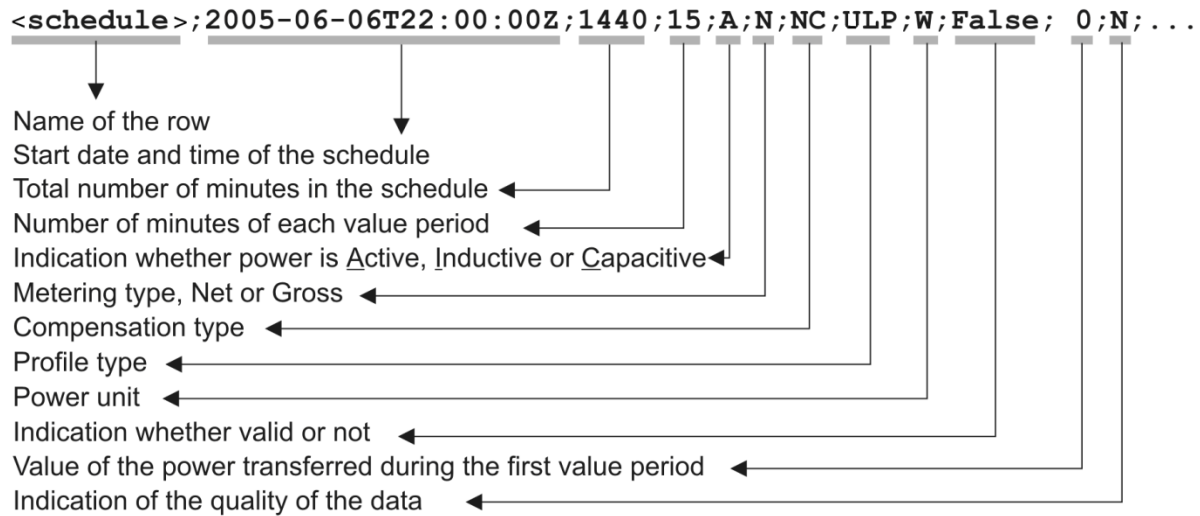 <schedule>;2005-06-06T22:00:00Z;1440;15;A;N;NC;ULP;W;False; 0;N;...
Name of the row
Start date and time of the schedule
Total number of minutes in the schedule
Number of minutes of each value period
Indication whether power is Active, Inductive or Capacitive
Metering type, Net or Gross
Compensation type
Profile type
Power unit
Indication whether valid or not
Value of the power transferred during the first value period
Indication of the quality of the data